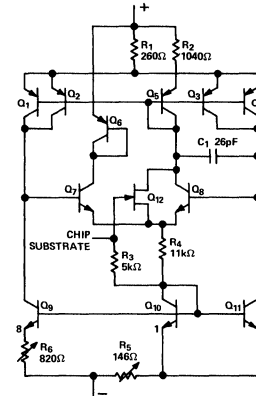 +
R1 R2
260Ω 1040Ω
Q1 Q2 Q5 Q3
Q6
C1 26pF
Q7 Q12 Q8
CHIP
SUBSTRATE
R3
5kΩ
R4
11kΩ
Q9 Q10 Q11
8 1
R6
820Ω
R5
146Ω
−